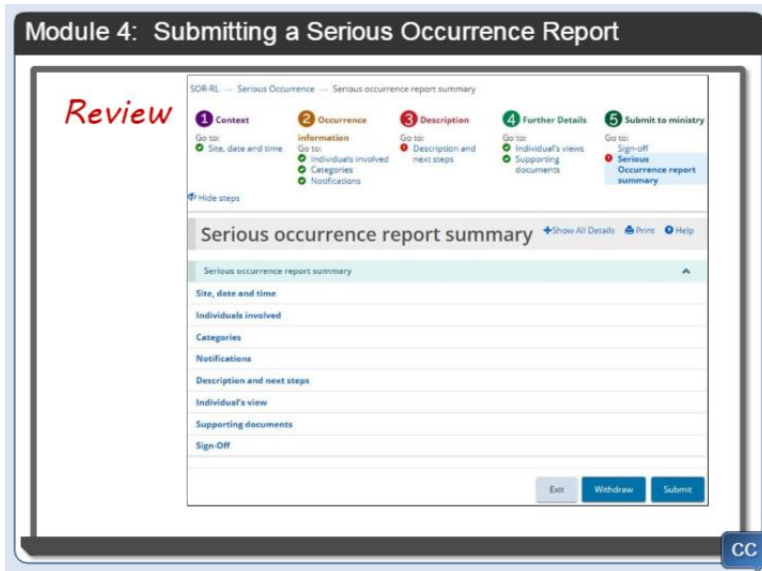 Module 4: Submitting a Serious Occurrence Report
Review
SOR-RL → Serious Occurrence → Serious occurrence report summary
1 Context
Go to:
Site, date and time
2 Occurrence
information
Go to:
Individuals involved
Categories
Notifications
3 Description
Go to:
Description and
next steps
4 Further Details
Go to:
Individual's views
Supporting
documents
5 Submit to ministry
Go to:
Sign-off
Serious
Occurrence report
summary
Hide steps
Serious occurrence report summary
+Show All Details Print Help
Serious occurrence report summary
Site, date and time
Individuals involved
Categories
Notifications
Description and next steps
Individual's view
Supporting documents
Sign-Off
Exit Withdraw Submit
CC